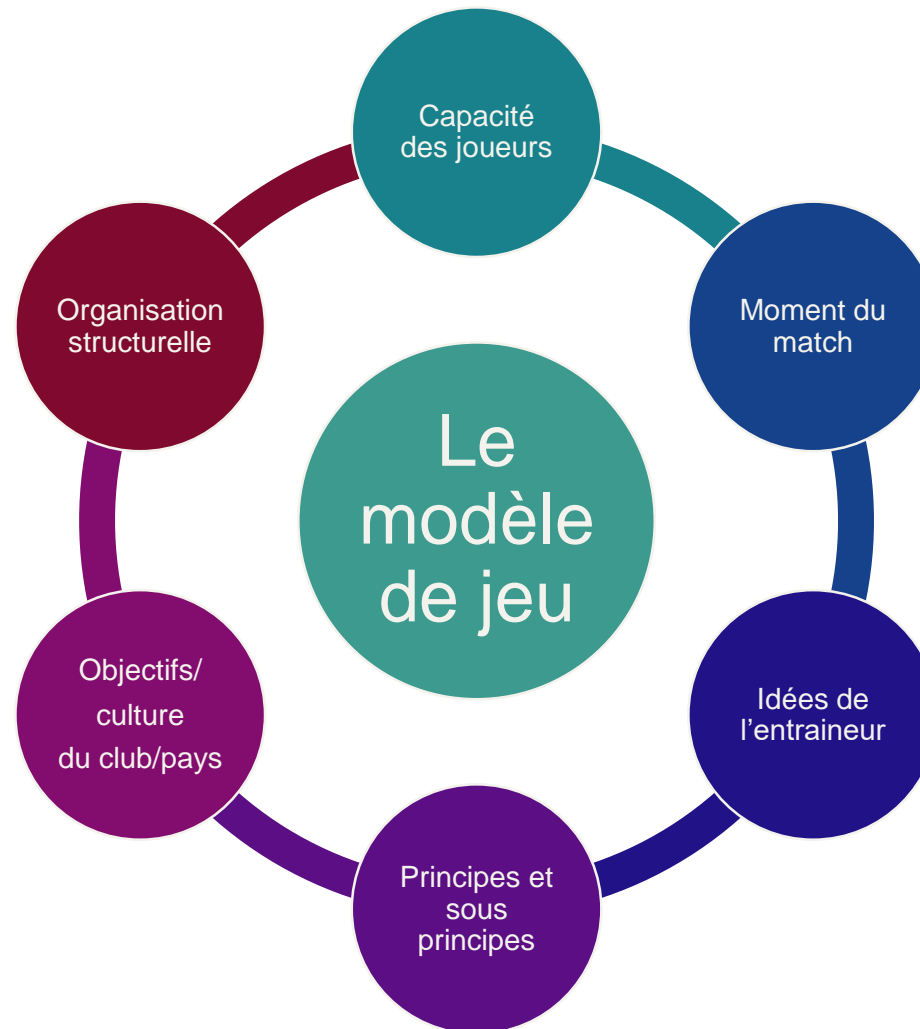 Capacité
des joueurs
Organisation
structurelle
Moment du
match
Le
modèle
de jeu
Objectifs/
culture
du club/pays
Idées de
l’entraineur
Principes et
sous
principes